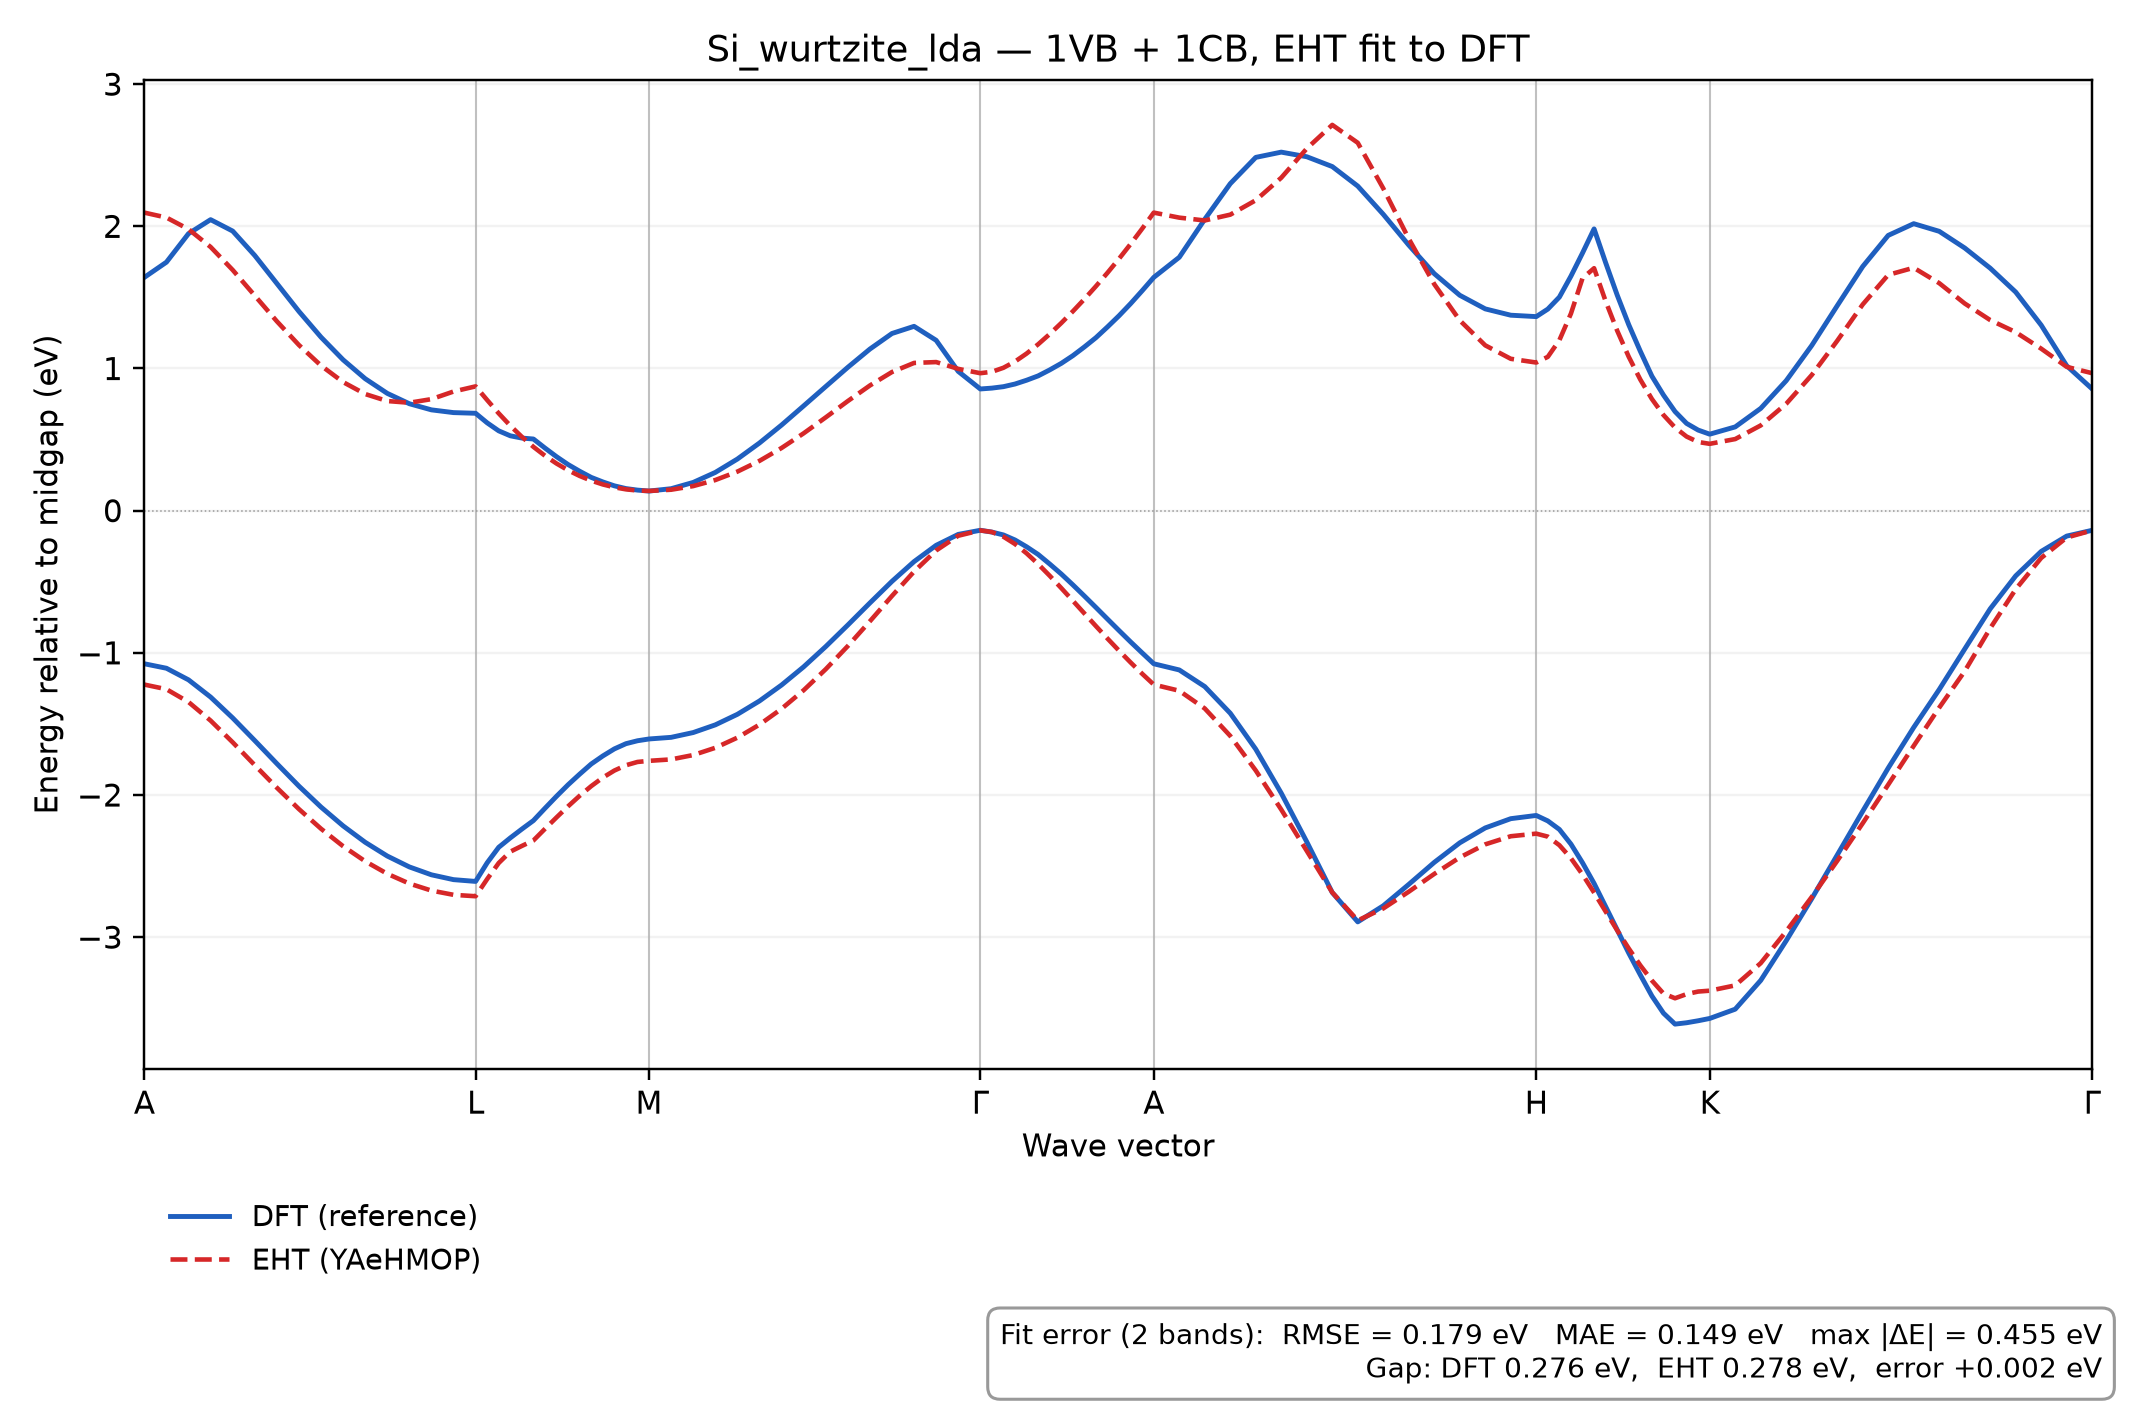 Si_wurtzite_lda — 1VB + 1CB, EHT fit to DFT
3
2
1
0
−1
−2
−3
Energy relative to midgap (eV)
A L M Γ A H K Γ
Wave vector
DFT (reference)
EHT (YAeHMOP)
Fit error (2 bands): RMSE = 0.179 eV MAE = 0.149 eV max |ΔE| = 0.455 eV
Gap: DFT 0.276 eV, EHT 0.278 eV, error +0.002 eV